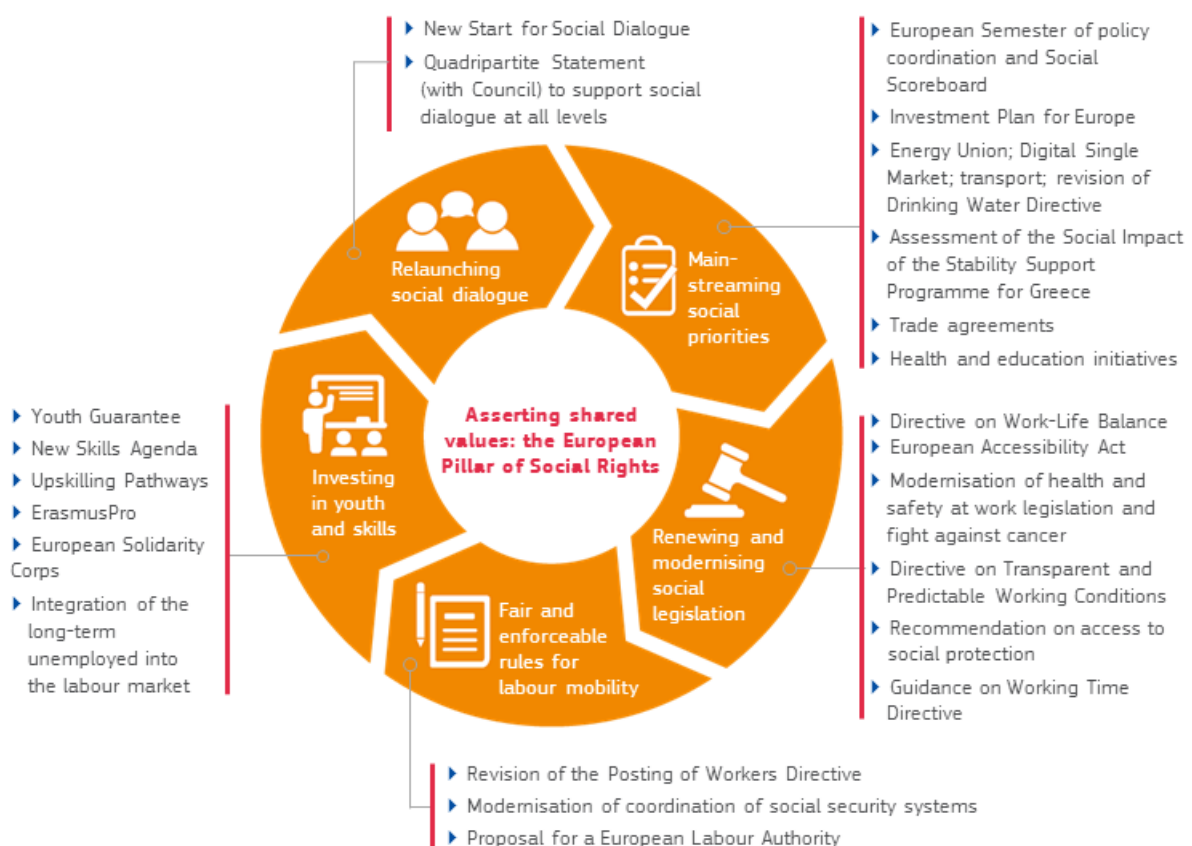 New Start for Social Dialogue
Quadripartite Statement
(with Council) to support social
dialogue at all levels
European Semester of policy
coordination and Social
Scoreboard
Investment Plan for Europe
Energy Union; Digital Single
Market; transport; revision of
Drinking Water Directive
Assessment of the Social Impact
of the Stability Support
Programme for Greece
Trade agreements
Health and education initiatives
Relaunching
social dialogue
Main-
streaming
social
priorities
Asserting shared
values: the European
Pillar of Social Rights
Investing
in youth
and skills
Renewing and
modernising
social
legislation
Fair and
enforceable
rules for
labour mobility
Youth Guarantee
New Skills Agenda
Upskilling Pathways
ErasmusPro
European Solidarity
Corps
Integration of the
long-term
unemployed into
the labour market
Directive on Work-Life Balance
European Accessibility Act
Modernisation of health and
safety at work legislation and
fight against cancer
Directive on Transparent and
Predictable Working Conditions
Recommendation on access to
social protection
Guidance on Working Time
Directive
Revision of the Posting of Workers Directive
Modernisation of coordination of social security systems
Proposal for a European Labour Authority